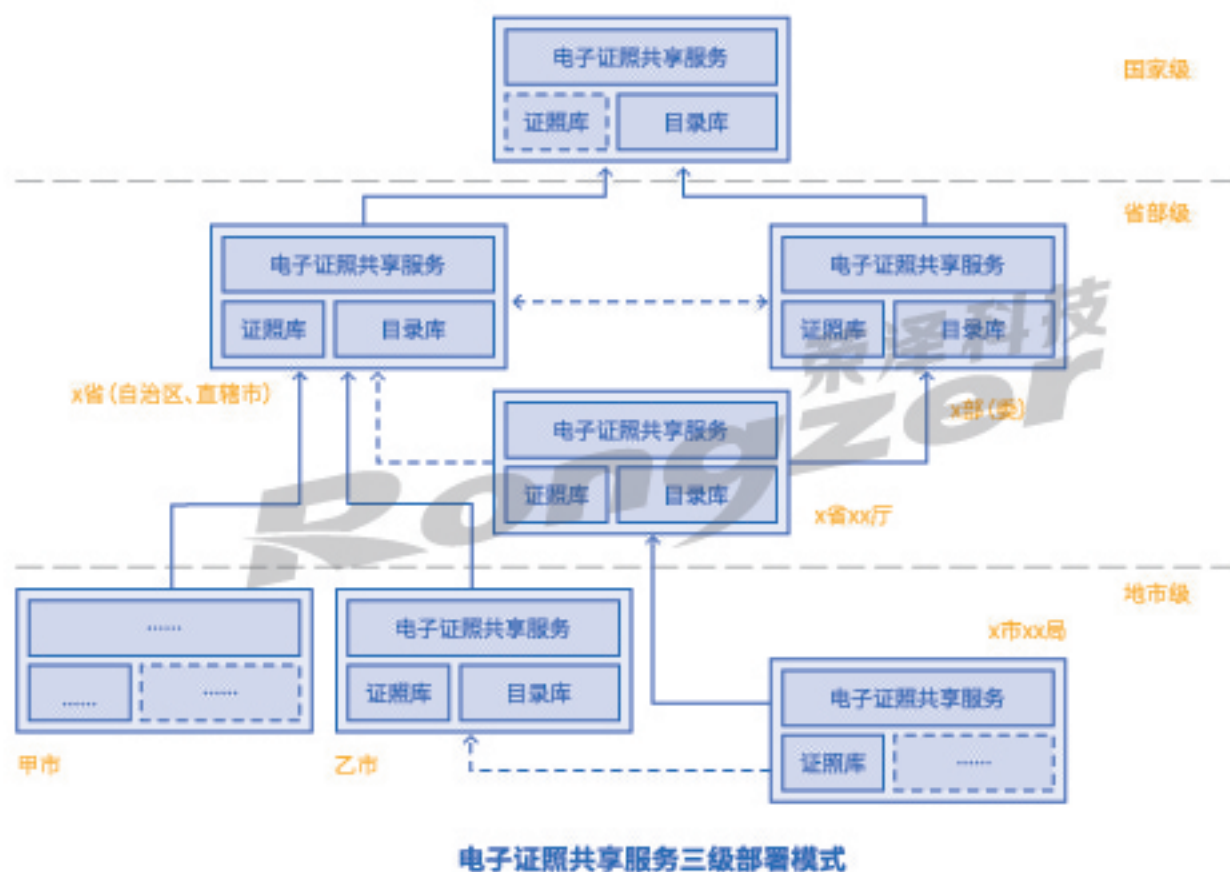 电子证照共享服务
国家级
证照库
目录库
省部级
电子证照共享服务
电子证照共享服务
证照库
目录库
证照库
目录库
荣泽科技
Rongzer
x省(自治区、直辖市)
x部(委)
电子证照共享服务
证照库
目录库
x省xx厅
地市级
……
电子证照共享服务
x市xx局
……
……
证照库
目录库
电子证照共享服务
甲市
乙市
证照库
……
电子证照共享服务三级部署模式